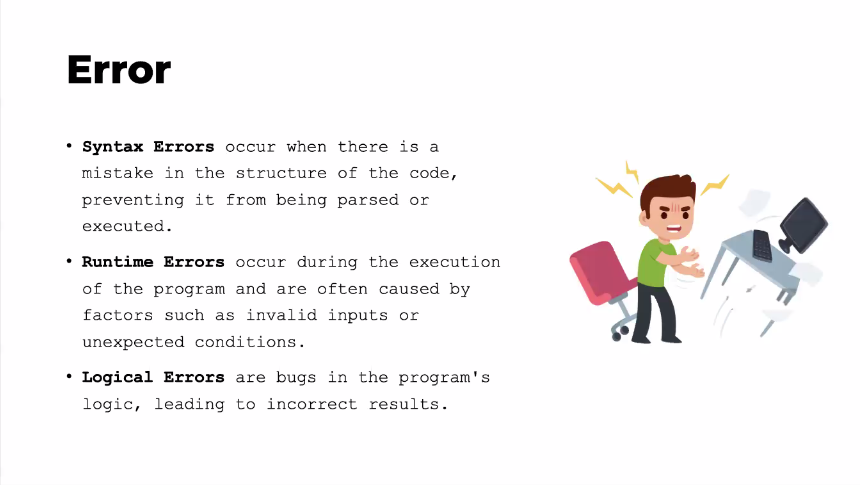 Error
• Syntax Errors occur when there is a
mistake in the structure of the code,
preventing it from being parsed or
executed.
• Runtime Errors occur during the execution
of the program and are often caused by
factors such as invalid inputs or
unexpected conditions.
• Logical Errors are bugs in the program's
logic, leading to incorrect results.